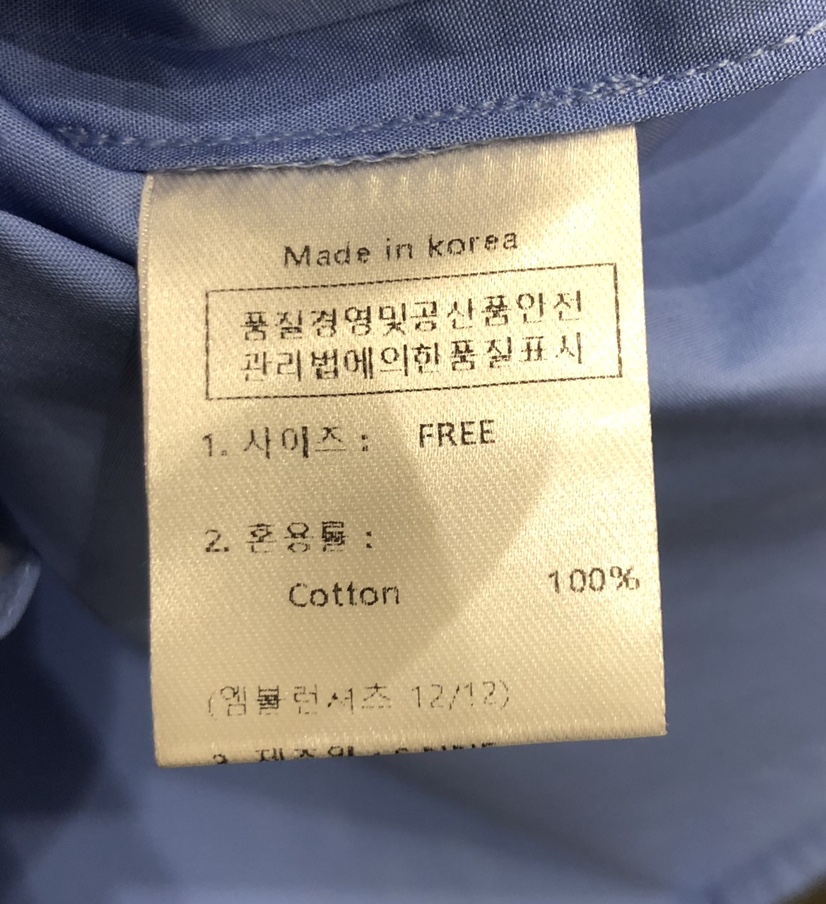 Made in korea
품질경영및공산품안전
관리법에의한품질표시
1. 사이즈 : FREE
2. 혼용률 :
Cotton 100%
(엠블런셔츠 12/12)